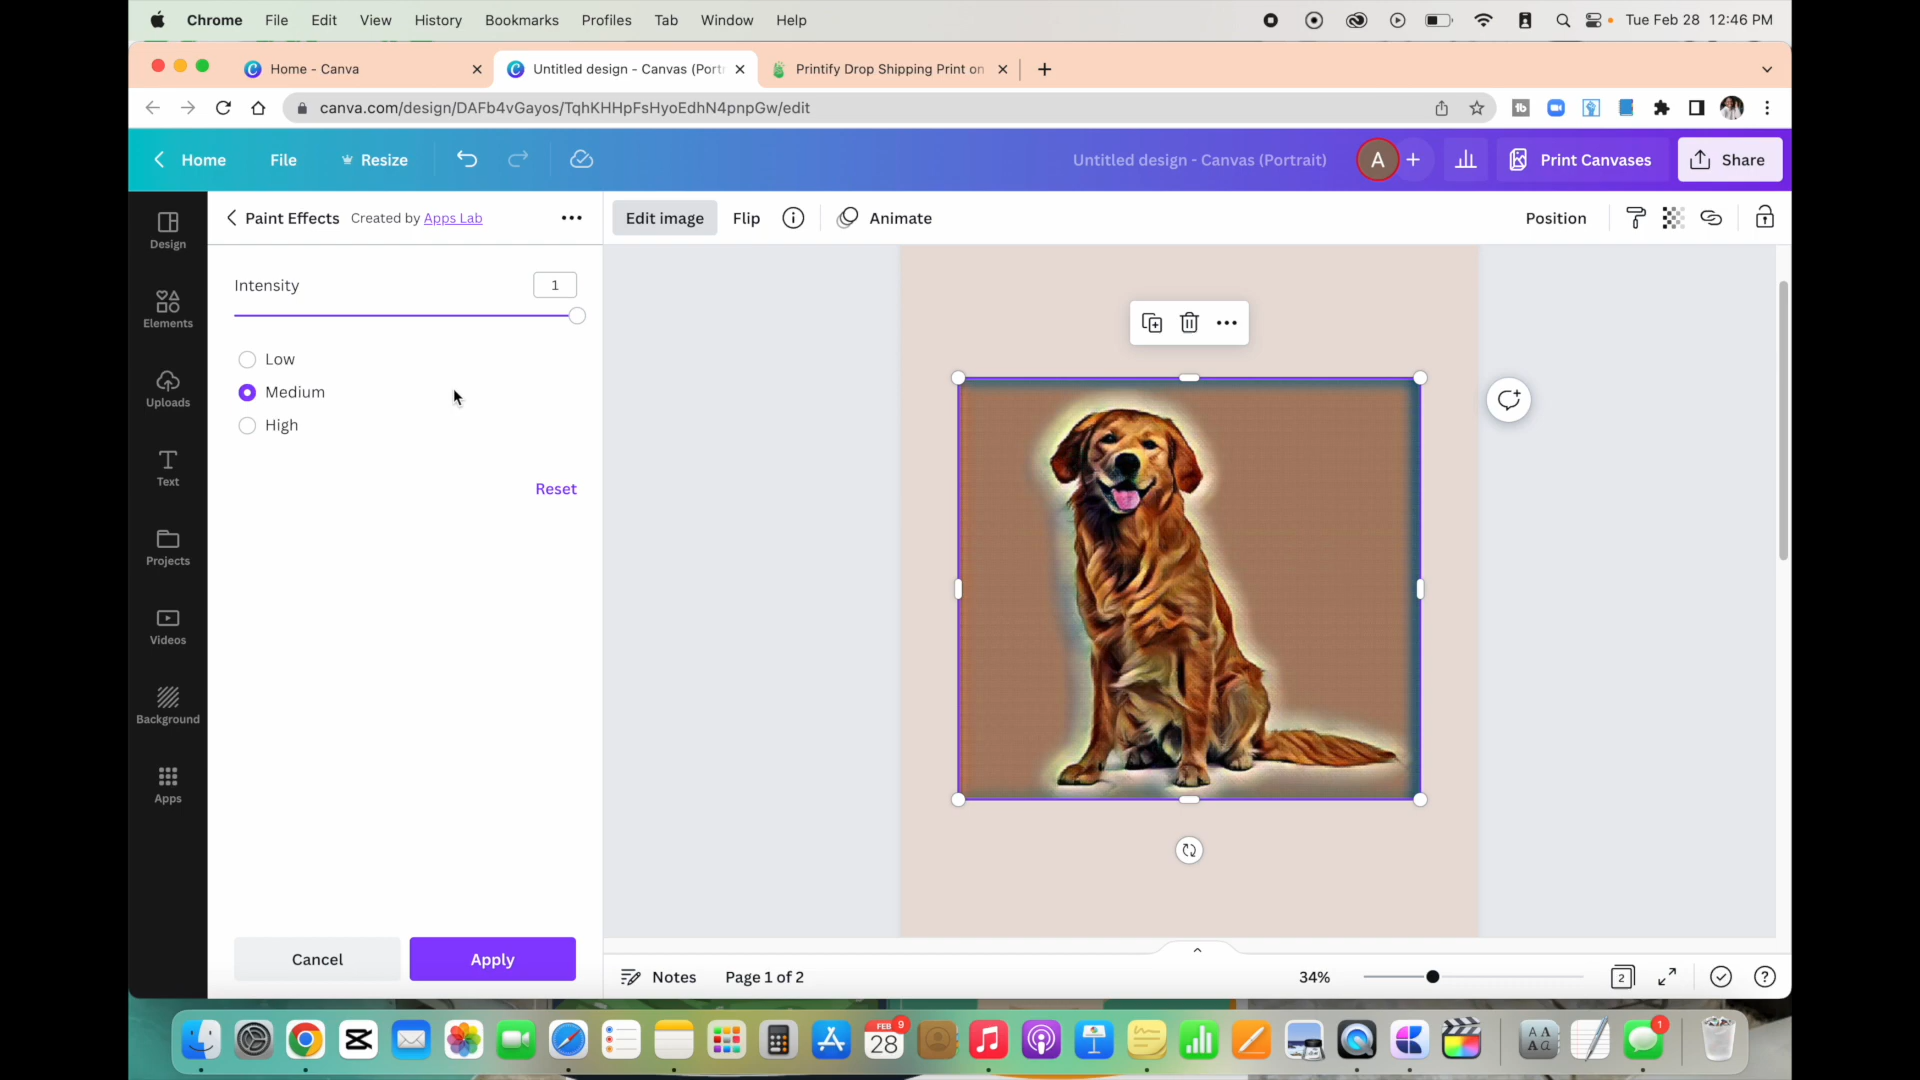 Chrome File Edit View History Bookmarks Profiles Tab Window Help Tue Feb 28 12:46 PM
Home - Canva Untitled design - Canvas (Port Printify Drop Shipping Print on
canva.com/design/DAFb4vGayos/TqhKHHpFsHyoEdhN4pnpGw/edit
Home File Resize Untitled design - Canvas (Portrait) A Print Canvases Share
Design
Elements
Uploads
Text
Projects
Videos
Background
Apps
Paint Effects Created by Apps Lab
Edit image Flip Animate Position
Intensity 1
Low
Medium
High
Reset
Cancel Apply
Notes Page 1 of 2 34% 2
FEB 9
28
1